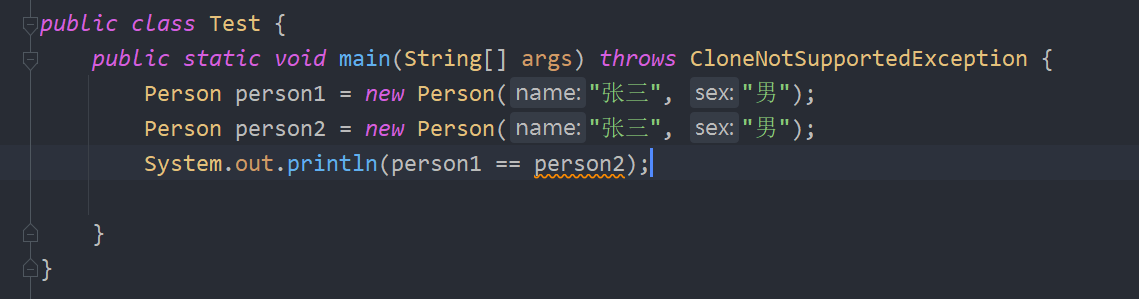 public class Test {
public static void main(String[] args) throws CloneNotSupportedException {
Person person1 = new Person( name: "张三", sex: "男");
Person person2 = new Person( name: "张三", sex: "男");
System.out.println(person1 == person2);
}
}